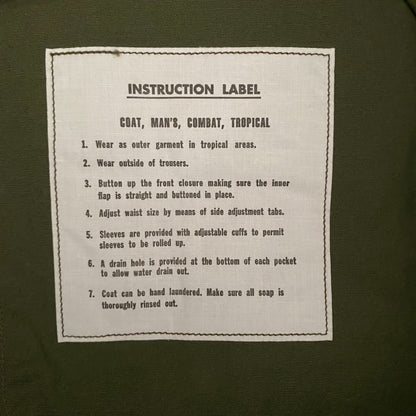 INSTRUCTION LABEL
COAT, MAN'S, COMBAT, TROPICAL
1. Wear as outer garment in tropical areas.
2. Wear outside of trousers.
3. Button up the front closure making sure the inner
flap is straight and buttoned in place.
4. Adjust waist size by means of side adjustment tabs.
5. Sleeves are provided with adjustable cuffs to permit
sleeves to be rolled up.
6. A drain hole is provided at the bottom of each pocket
to allow water drain out.
7. Coat can be hand laundered. Make sure all soap is
thoroughly rinsed out.